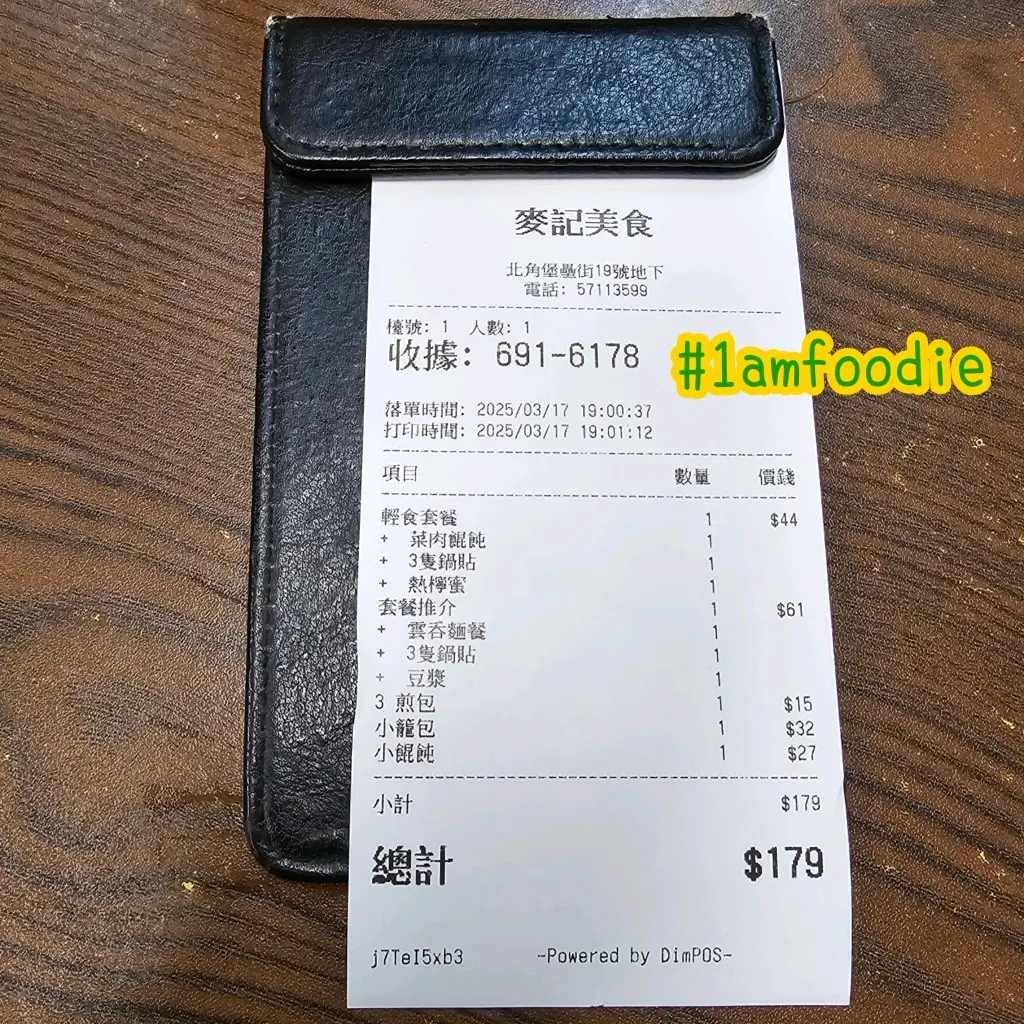 麥記美食
北角堡壘街19號地下
電話: 57113599
檯號: 1 人數: 1
收據: 691-6178
#1amfoodie
落單時間: 2025/03/17 19:00:37
打印時間: 2025/03/17 19:01:12
項目 數量 價錢
輕食套餐 1 $44
+ 菜肉餛飩 1
+ 3隻鍋貼 1
+ 熱檸蜜 1
套餐推介 1 $61
+ 雲吞麵餐 1
+ 3隻鍋貼 1
+ 豆漿 1
3 煎包 1 $15
小籠包 1 $32
小餛飩 1 $27
小計 $179
總計 $179
j7TeI5xb3 ~Powered by DimPOS~